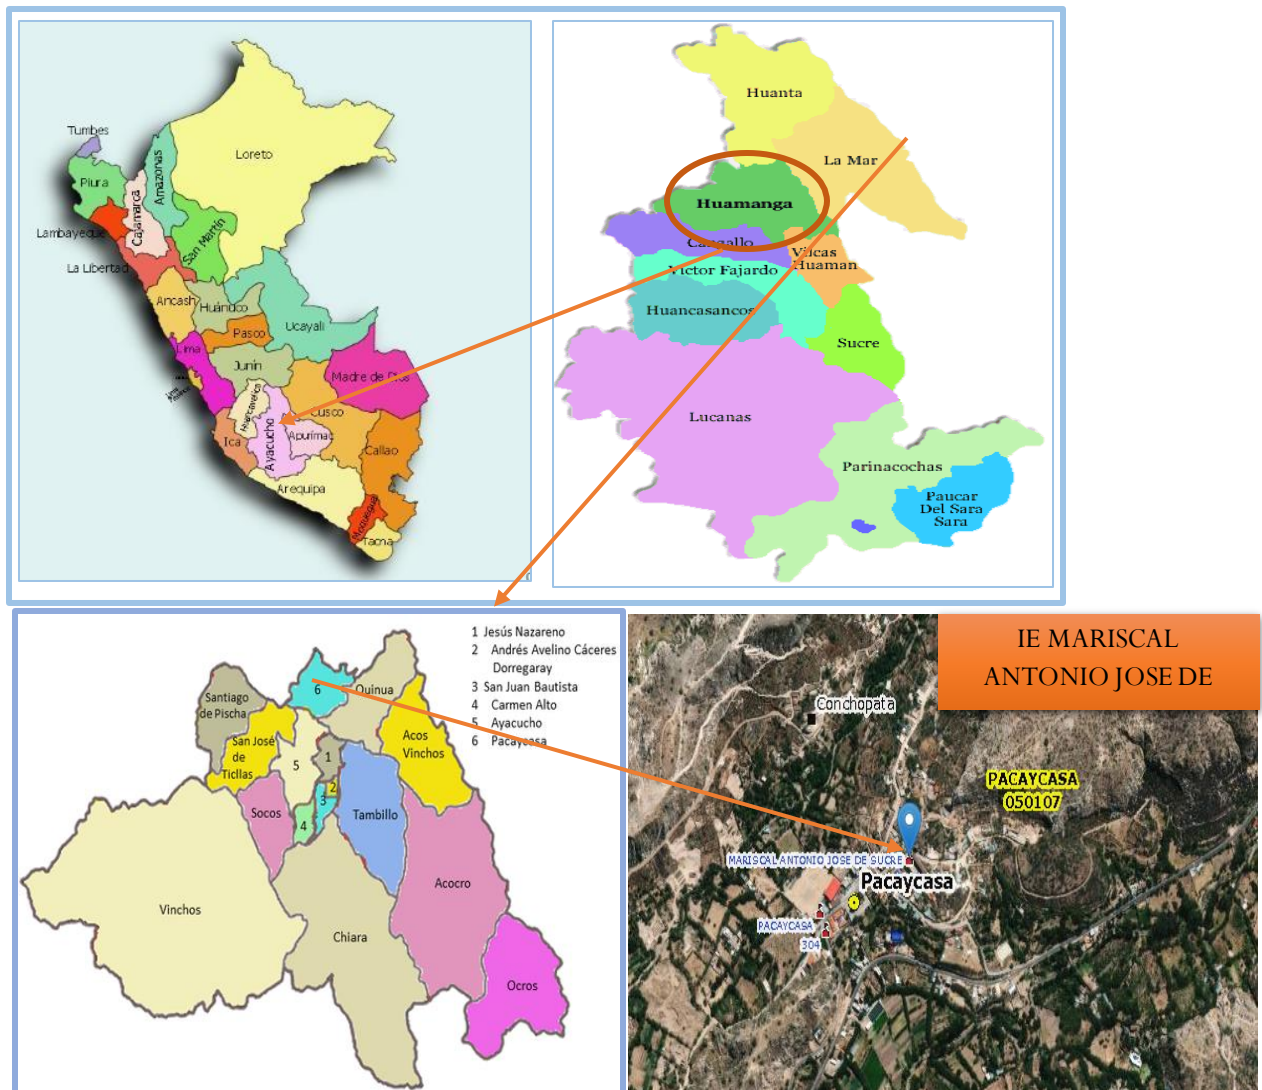 Tumbes
Loreto
Piura
Cajamarca
Amazonas
Lambayeque
San Martín
La Libertad
Ancash
Huánuco
Ucayali
Pasco
Lima
Junín
Madre de Dios
Huancavelica
Cusco
Ica
Ayacucho
Apurímac
Callao
Arequipa
Moquegua
Tacna
Huanta
La Mar
Huamanga
Cangallo
Vilcas
Huaman
Victor Fajardo
Huancasancos
Sucre
Lucanas
Parinacochas
Paucar
Del Sara
Sara
1 Jesús Nazareno
2 Andrés Avelino Cáceres
Dorregaray
3 San Juan Bautista
4 Carmen Alto
5 Ayacucho
6 Pacaycasa
6
Quinua
Santiago
de Pischa
San José
de
Ticllas
Acos
Vinchos
5
1
2
3
4
Socos
Tambillo
Acocro
Vinchos
Chiara
Ocros
IE MARISCAL
ANTONIO JOSE DE
Conchopata
PACAYCASA
050107
MARISCAL ANTONIO JOSE DE SUCRE
Pacaycasa
PACAYCASA
304